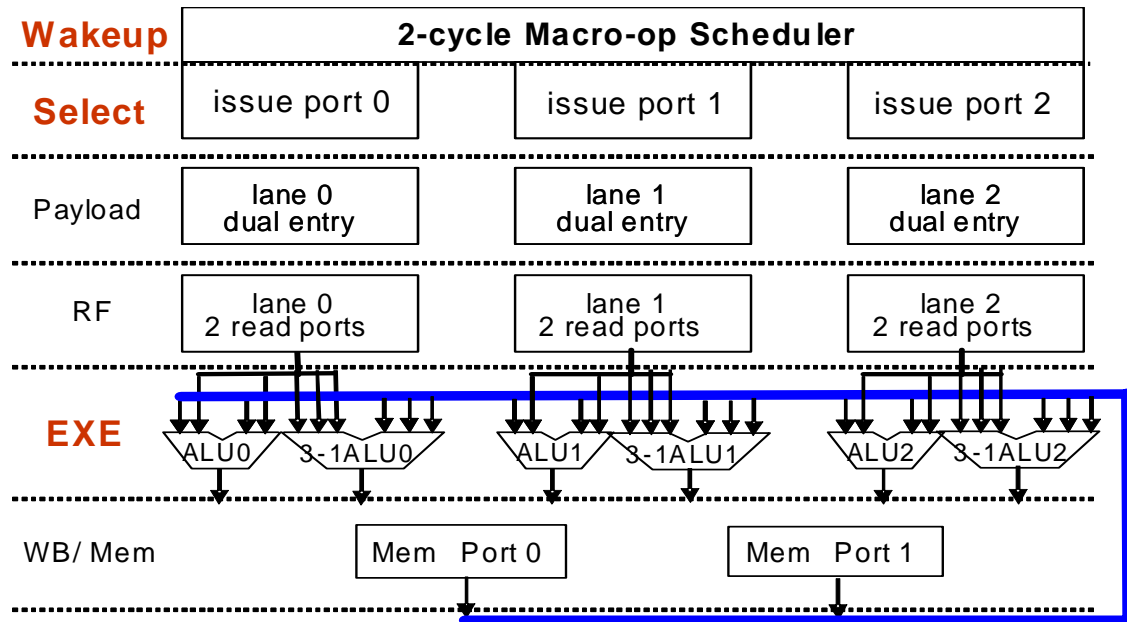 Wakeup
2-cycle Macro-op Scheduler
Select
issue port 0
issue port 1
issue port 2
Payload
lane 0
dual entry
lane 1
dual entry
lane 2
dual entry
RF
lane 0
2 read ports
lane 1
2 read ports
lane 2
2 read ports
EXE
ALU0
3-1ALU0
ALU1
3-1ALU1
ALU2
3-1ALU2
WB/ Mem
Mem Port 0
Mem Port 1